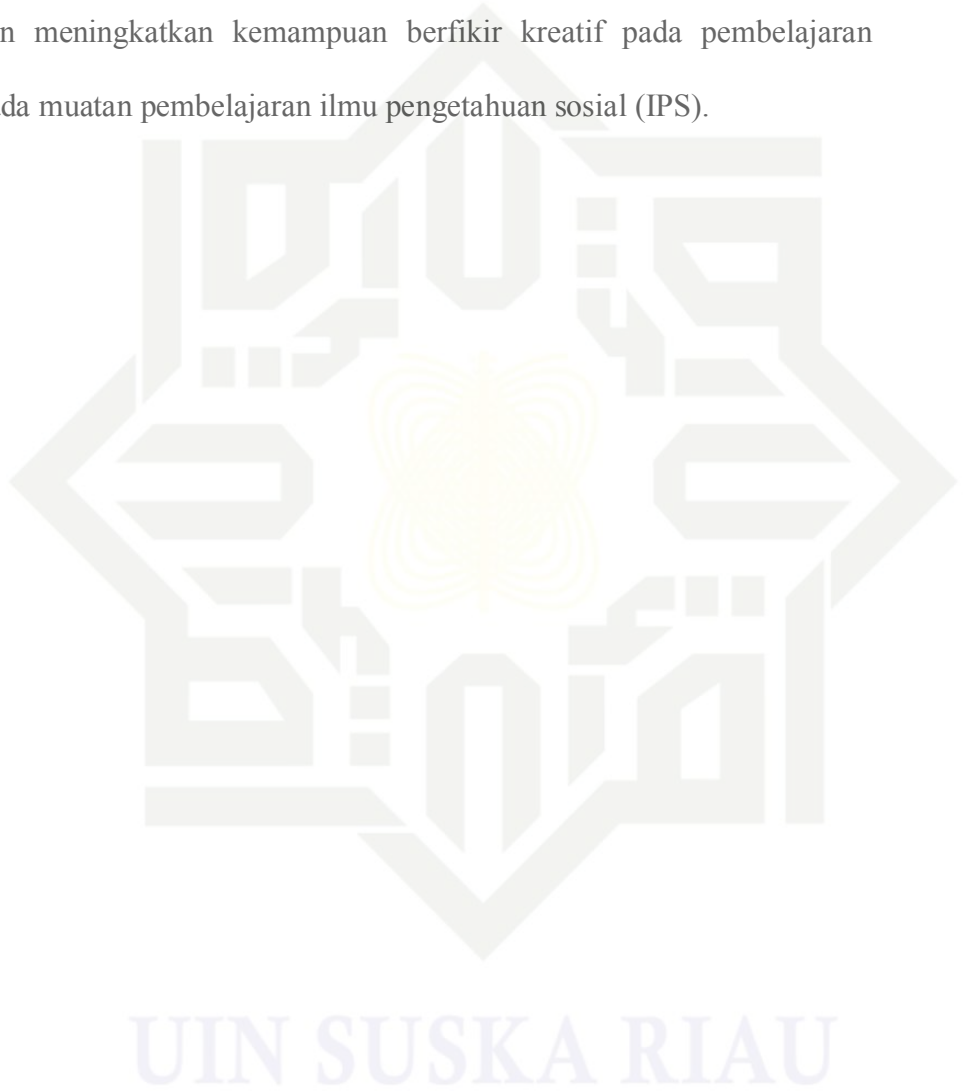 n meningkatkan kemampuan berfikir kreatif pada pembelajaran
da muatan pembelajaran ilmu pengetahuan sosial (IPS).
UIN SUSKA RIAU